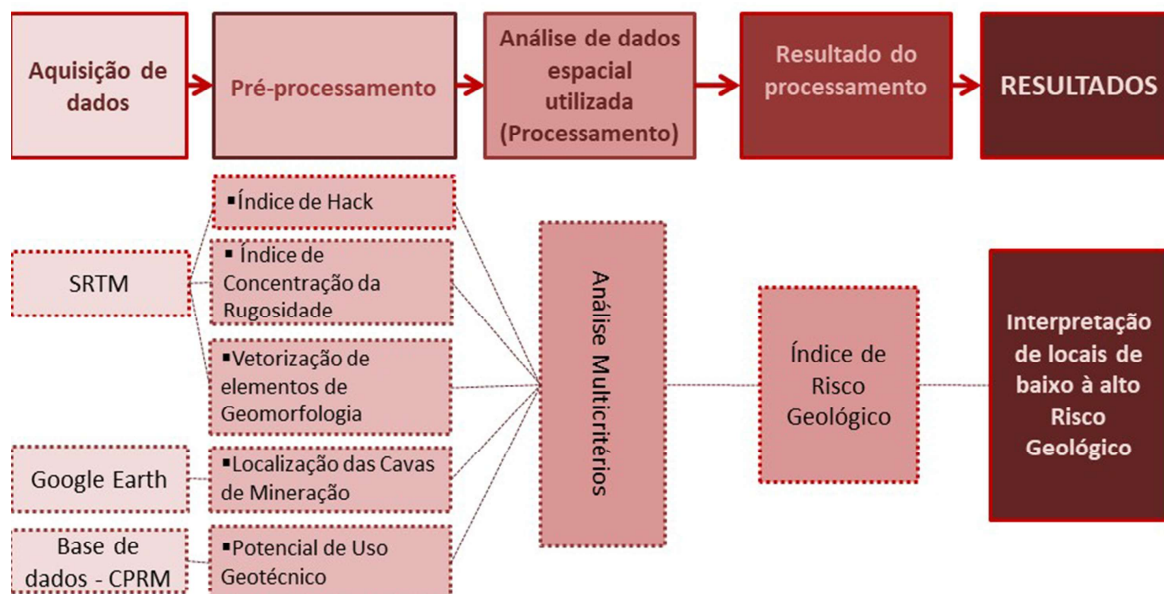 Aquisição de
dados
Pré-processamento
Análise de dados
espacial
utilizada
(Processamento)
Resultado do
processamento
RESULTADOS
SRTM
Google Earth
Base de
dados - CPRM
▪Índice de Hack
▪ Índice de
Concentração da
Rugosidade
▪Vetorização de
elementos de
Geomorfologia
▪Localização das Cavas
de Mineração
▪Potencial de Uso
Geotécnico
Análise Multicritérios
Índice de
Risco
Geológico
Interpretação
de locais de
baixo à alto
Risco
Geológico